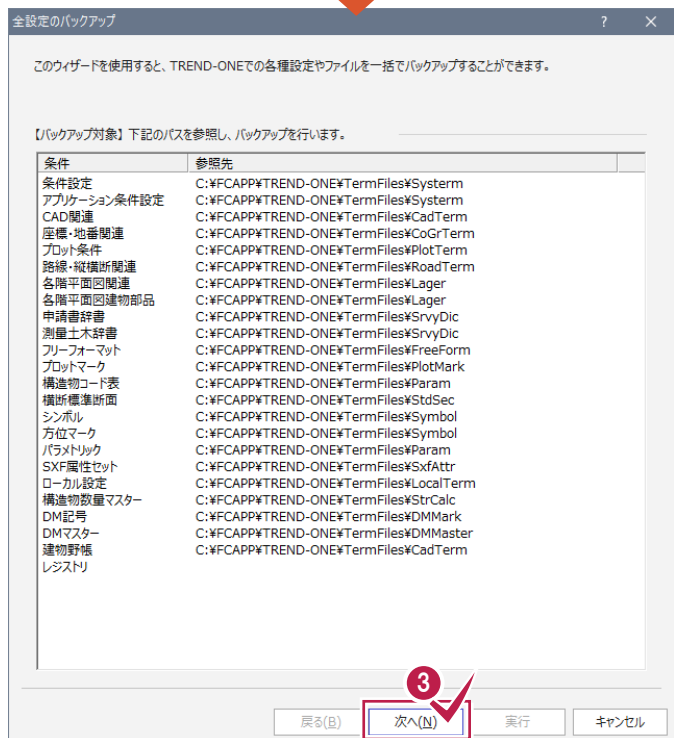 全設定のバックアップ ? ×
このウィザードを使用すると、TREND-ONEでの各種設定やファイルを一括でバックアップすることができます。
【バックアップ対象】下記のパスを参照し、バックアップを行います。
条件 参照先
条件設定 C:¥FCAPP¥TREND-ONE¥TermFiles¥Systerm
アプリケーション条件設定 C:¥FCAPP¥TREND-ONE¥TermFiles¥Systerm
CAD関連 C:¥FCAPP¥TREND-ONE¥TermFiles¥CadTerm
座標・地番関連 C:¥FCAPP¥TREND-ONE¥TermFiles¥CoGrTerm
プロット条件 C:¥FCAPP¥TREND-ONE¥TermFiles¥PlotTerm
路線・縦横断関連 C:¥FCAPP¥TREND-ONE¥TermFiles¥RoadTerm
各階平面図関連 C:¥FCAPP¥TREND-ONE¥TermFiles¥Lager
各階平面図建物部品 C:¥FCAPP¥TREND-ONE¥TermFiles¥Lager
申請書辞書 C:¥FCAPP¥TREND-ONE¥TermFiles¥SrvyDic
測量土木辞書 C:¥FCAPP¥TREND-ONE¥TermFiles¥SrvyDic
フリーフォーマット C:¥FCAPP¥TREND-ONE¥TermFiles¥FreeForm
プロットマーク C:¥FCAPP¥TREND-ONE¥TermFiles¥PlotMark
構造物コード表 C:¥FCAPP¥TREND-ONE¥TermFiles¥Param
横断標準断面 C:¥FCAPP¥TREND-ONE¥TermFiles¥StdSec
シンボル C:¥FCAPP¥TREND-ONE¥TermFiles¥Symbol
方位マーク C:¥FCAPP¥TREND-ONE¥TermFiles¥Symbol
パラメトリック C:¥FCAPP¥TREND-ONE¥TermFiles¥Param
SXF属性セット C:¥FCAPP¥TREND-ONE¥TermFiles¥SxfAttr
ローカル設定 C:¥FCAPP¥TREND-ONE¥TermFiles¥LocalTerm
構造物数量マスター C:¥FCAPP¥TREND-ONE¥TermFiles¥StrCalc
DM記号 C:¥FCAPP¥TREND-ONE¥TermFiles¥DMMark
DMマスター C:¥FCAPP¥TREND-ONE¥TermFiles¥DMMaster
建物野帳 C:¥FCAPP¥TREND-ONE¥TermFiles¥CadTerm
レジストリ
3
戻る(B) 次へ(N) 実行 キャンセル